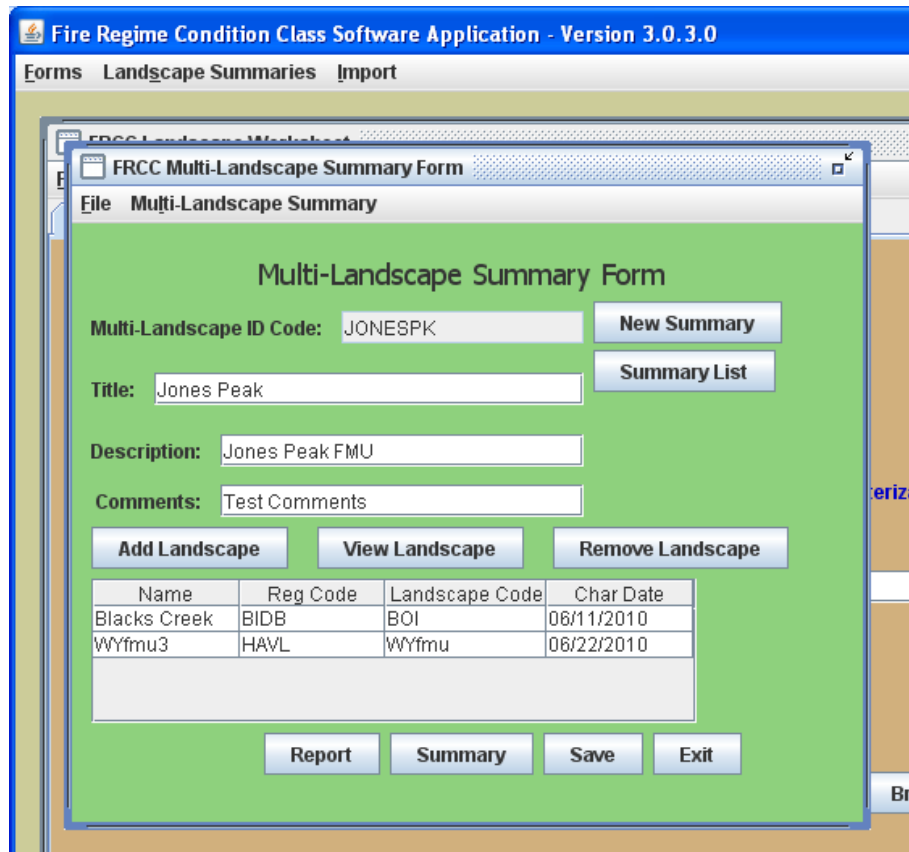 Fire Regime Condition Class Software Application - Version 3.0.3.0
Forms Landscape Summaries Import
FRCC Landscape Worksheet
FRCC Multi-Landscape Summary Form
File Multi-Landscape Summary
Multi-Landscape Summary Form
Multi-Landscape ID Code: JONESPK New Summary
Summary List
Title: Jones Peak
Description: Jones Peak FMU
Comments: Test Comments
Add Landscape View Landscape Remove Landscape
Name Reg Code Landscape Code Char Date
Blacks Creek BIDB BOI 06/11/2010
WYfmu3 HAVL WYfmu 06/22/2010
Report Summary Save Exit